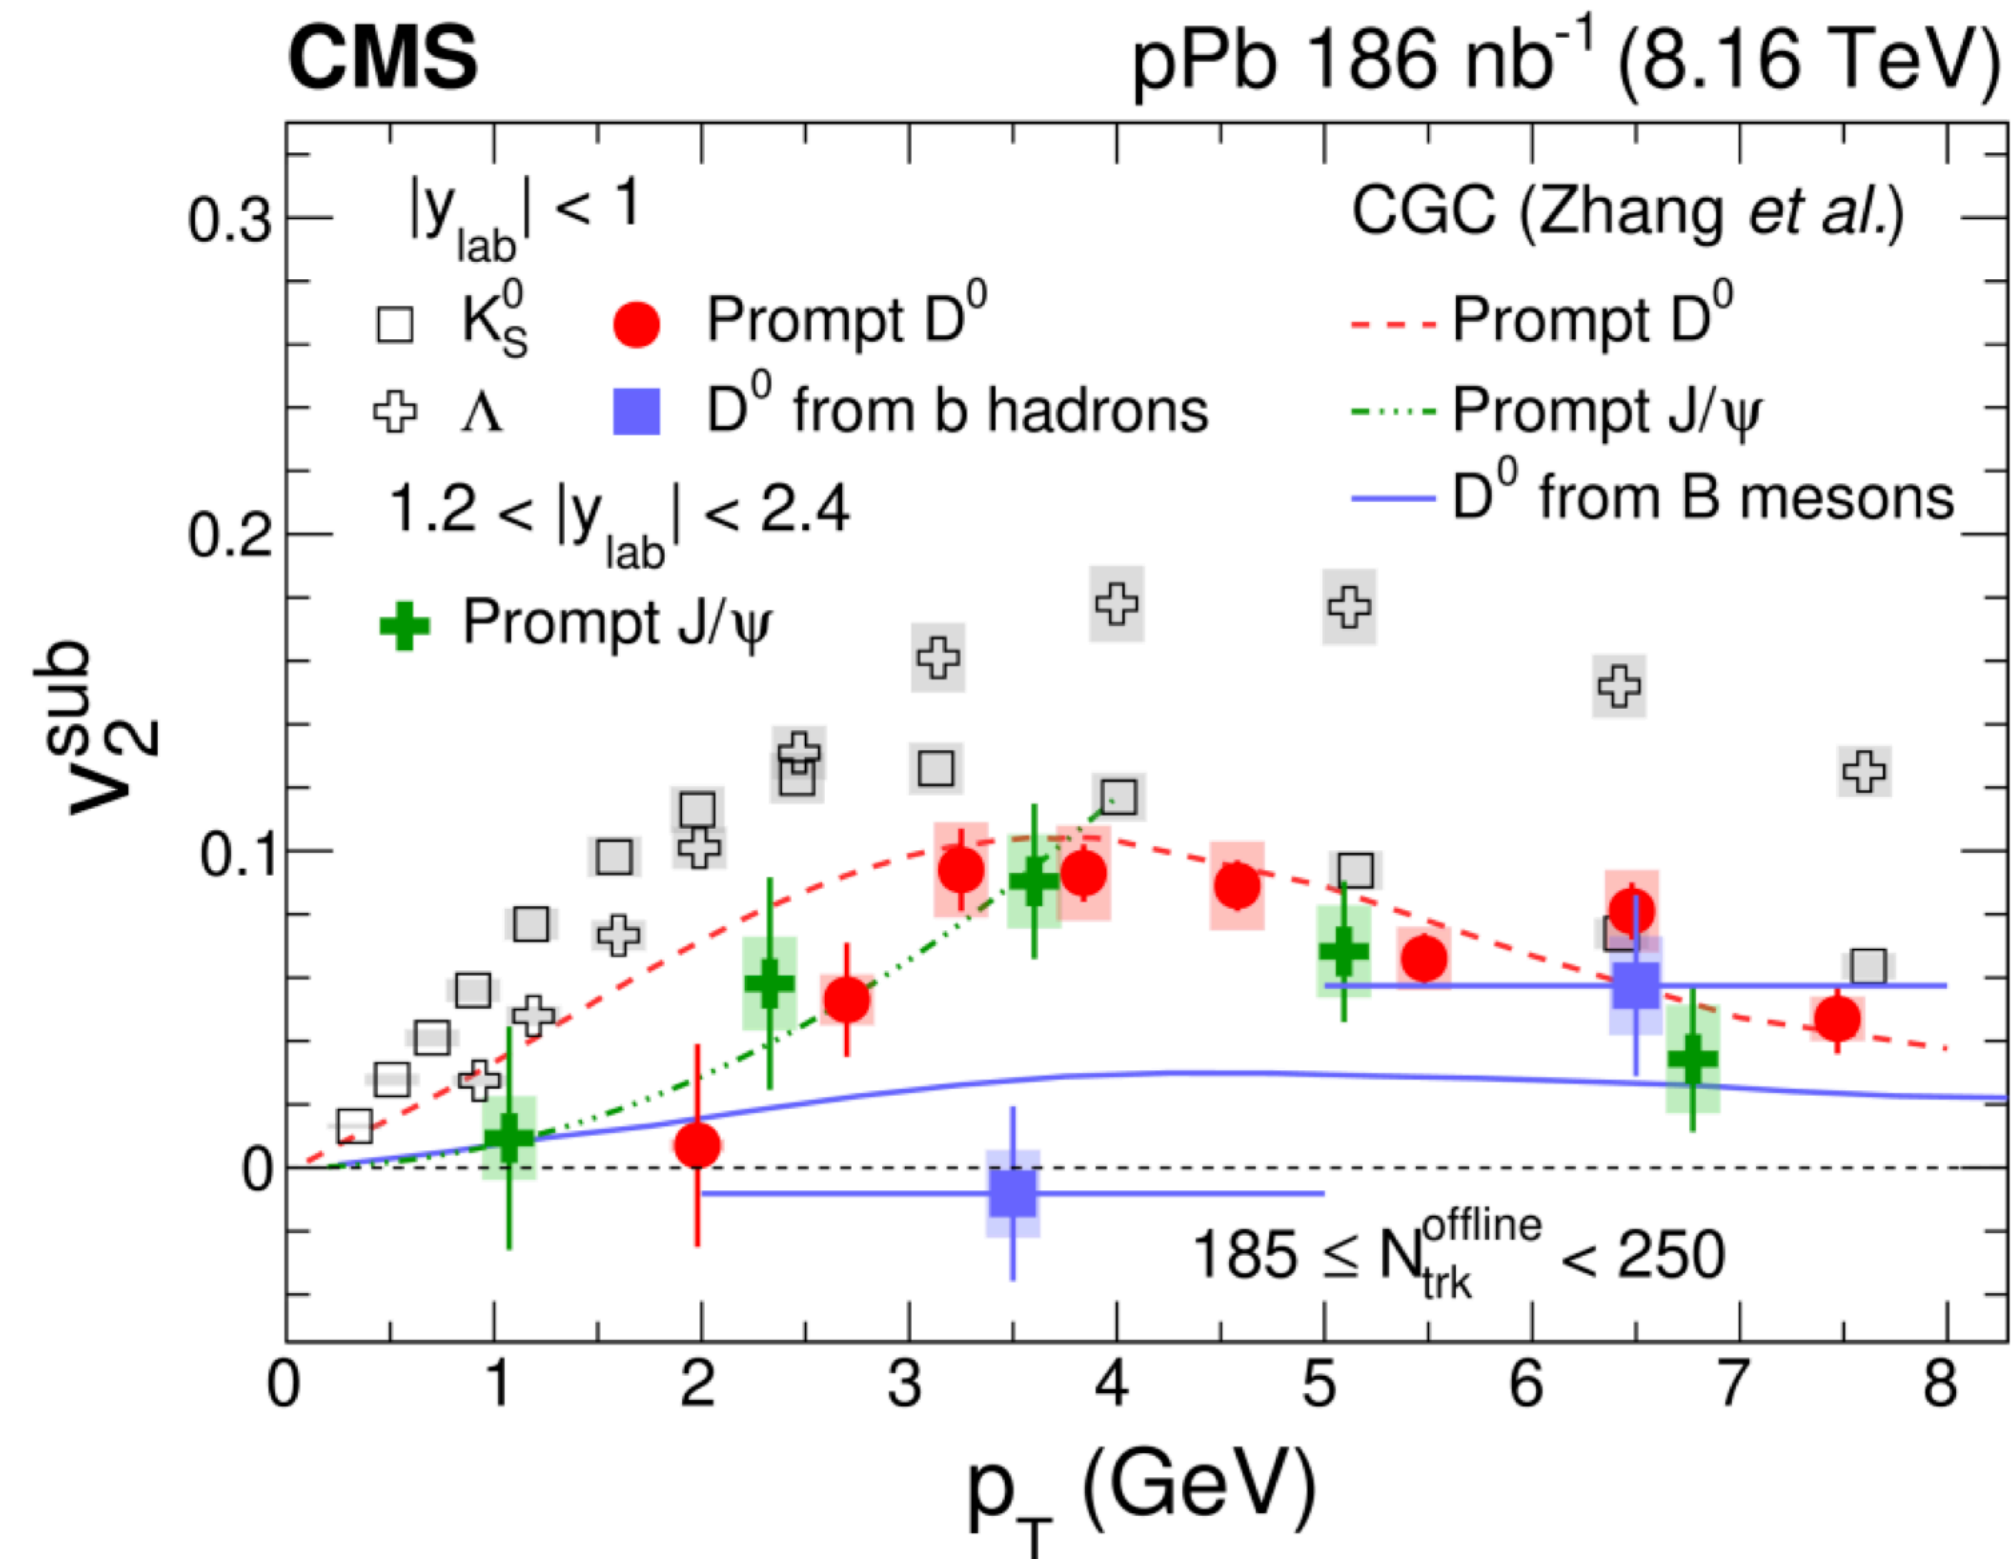 CMS pPb 186 nb⁻¹ (8.16 TeV)
|y_lab| < 1
K⁰_S
Prompt D⁰
Λ
D⁰ from b hadrons
1.2 < |y_lab| < 2.4
Prompt J/ψ
CGC (Zhang et al.)
Prompt D⁰
Prompt J/ψ
D⁰ from B mesons
185 ≤ N_trk^offline < 250
0.3
0.2
0.1
0
v₂^sub
0 1 2 3 4 5 6 7 8
p_T (GeV)